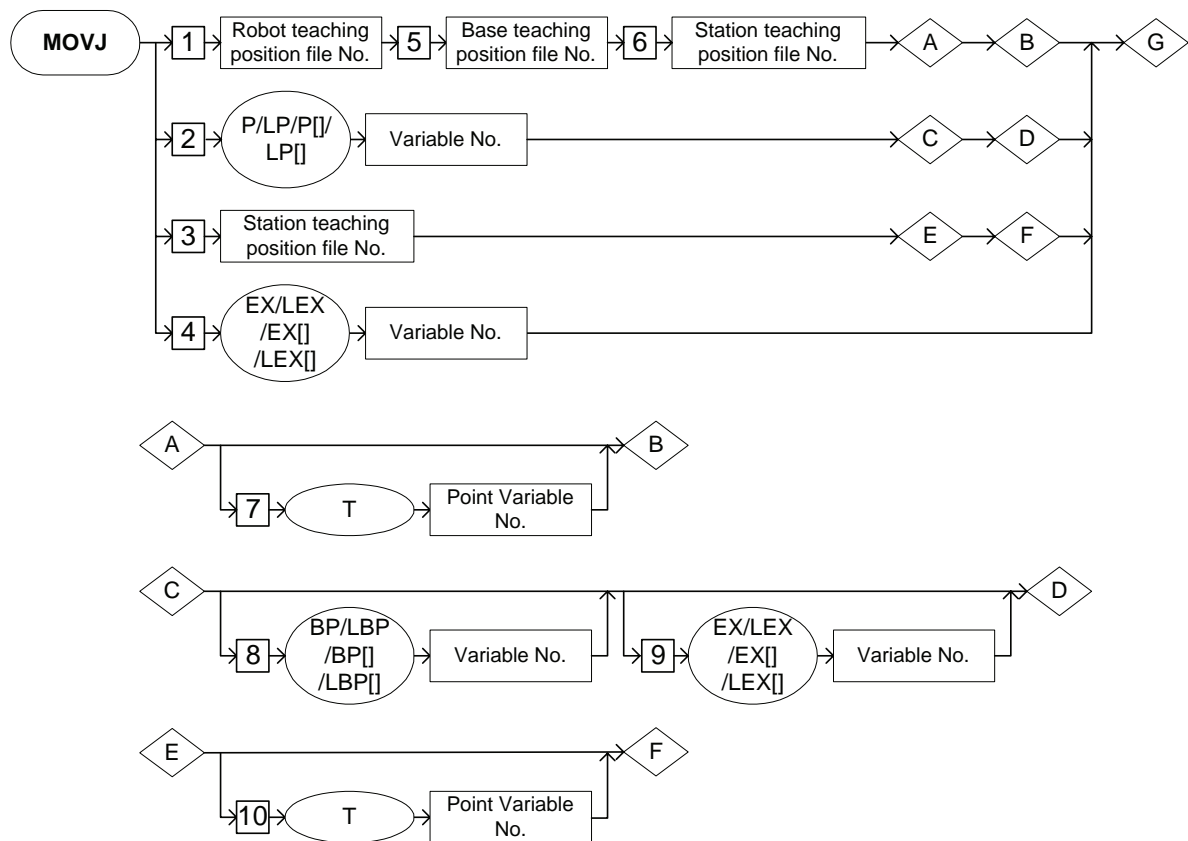 MOVJ
1
Robot teaching
position file No.
5
Base teaching
position file No.
6
Station teaching
position file No.
A
B
G
2
P/LP/P[]/
LP[]
Variable No.
C
D
3
Station teaching
position file No.
E
F
4
EX/LEX
/EX[]
/LEX[]
Variable No.
A
B
7
T
Point Variable
No.
C
D
8
BP/LBP
/BP[]
/LBP[]
Variable No.
9
EX/LEX
/EX[]
/LEX[]
Variable No.
E
F
10
T
Point Variable
No.